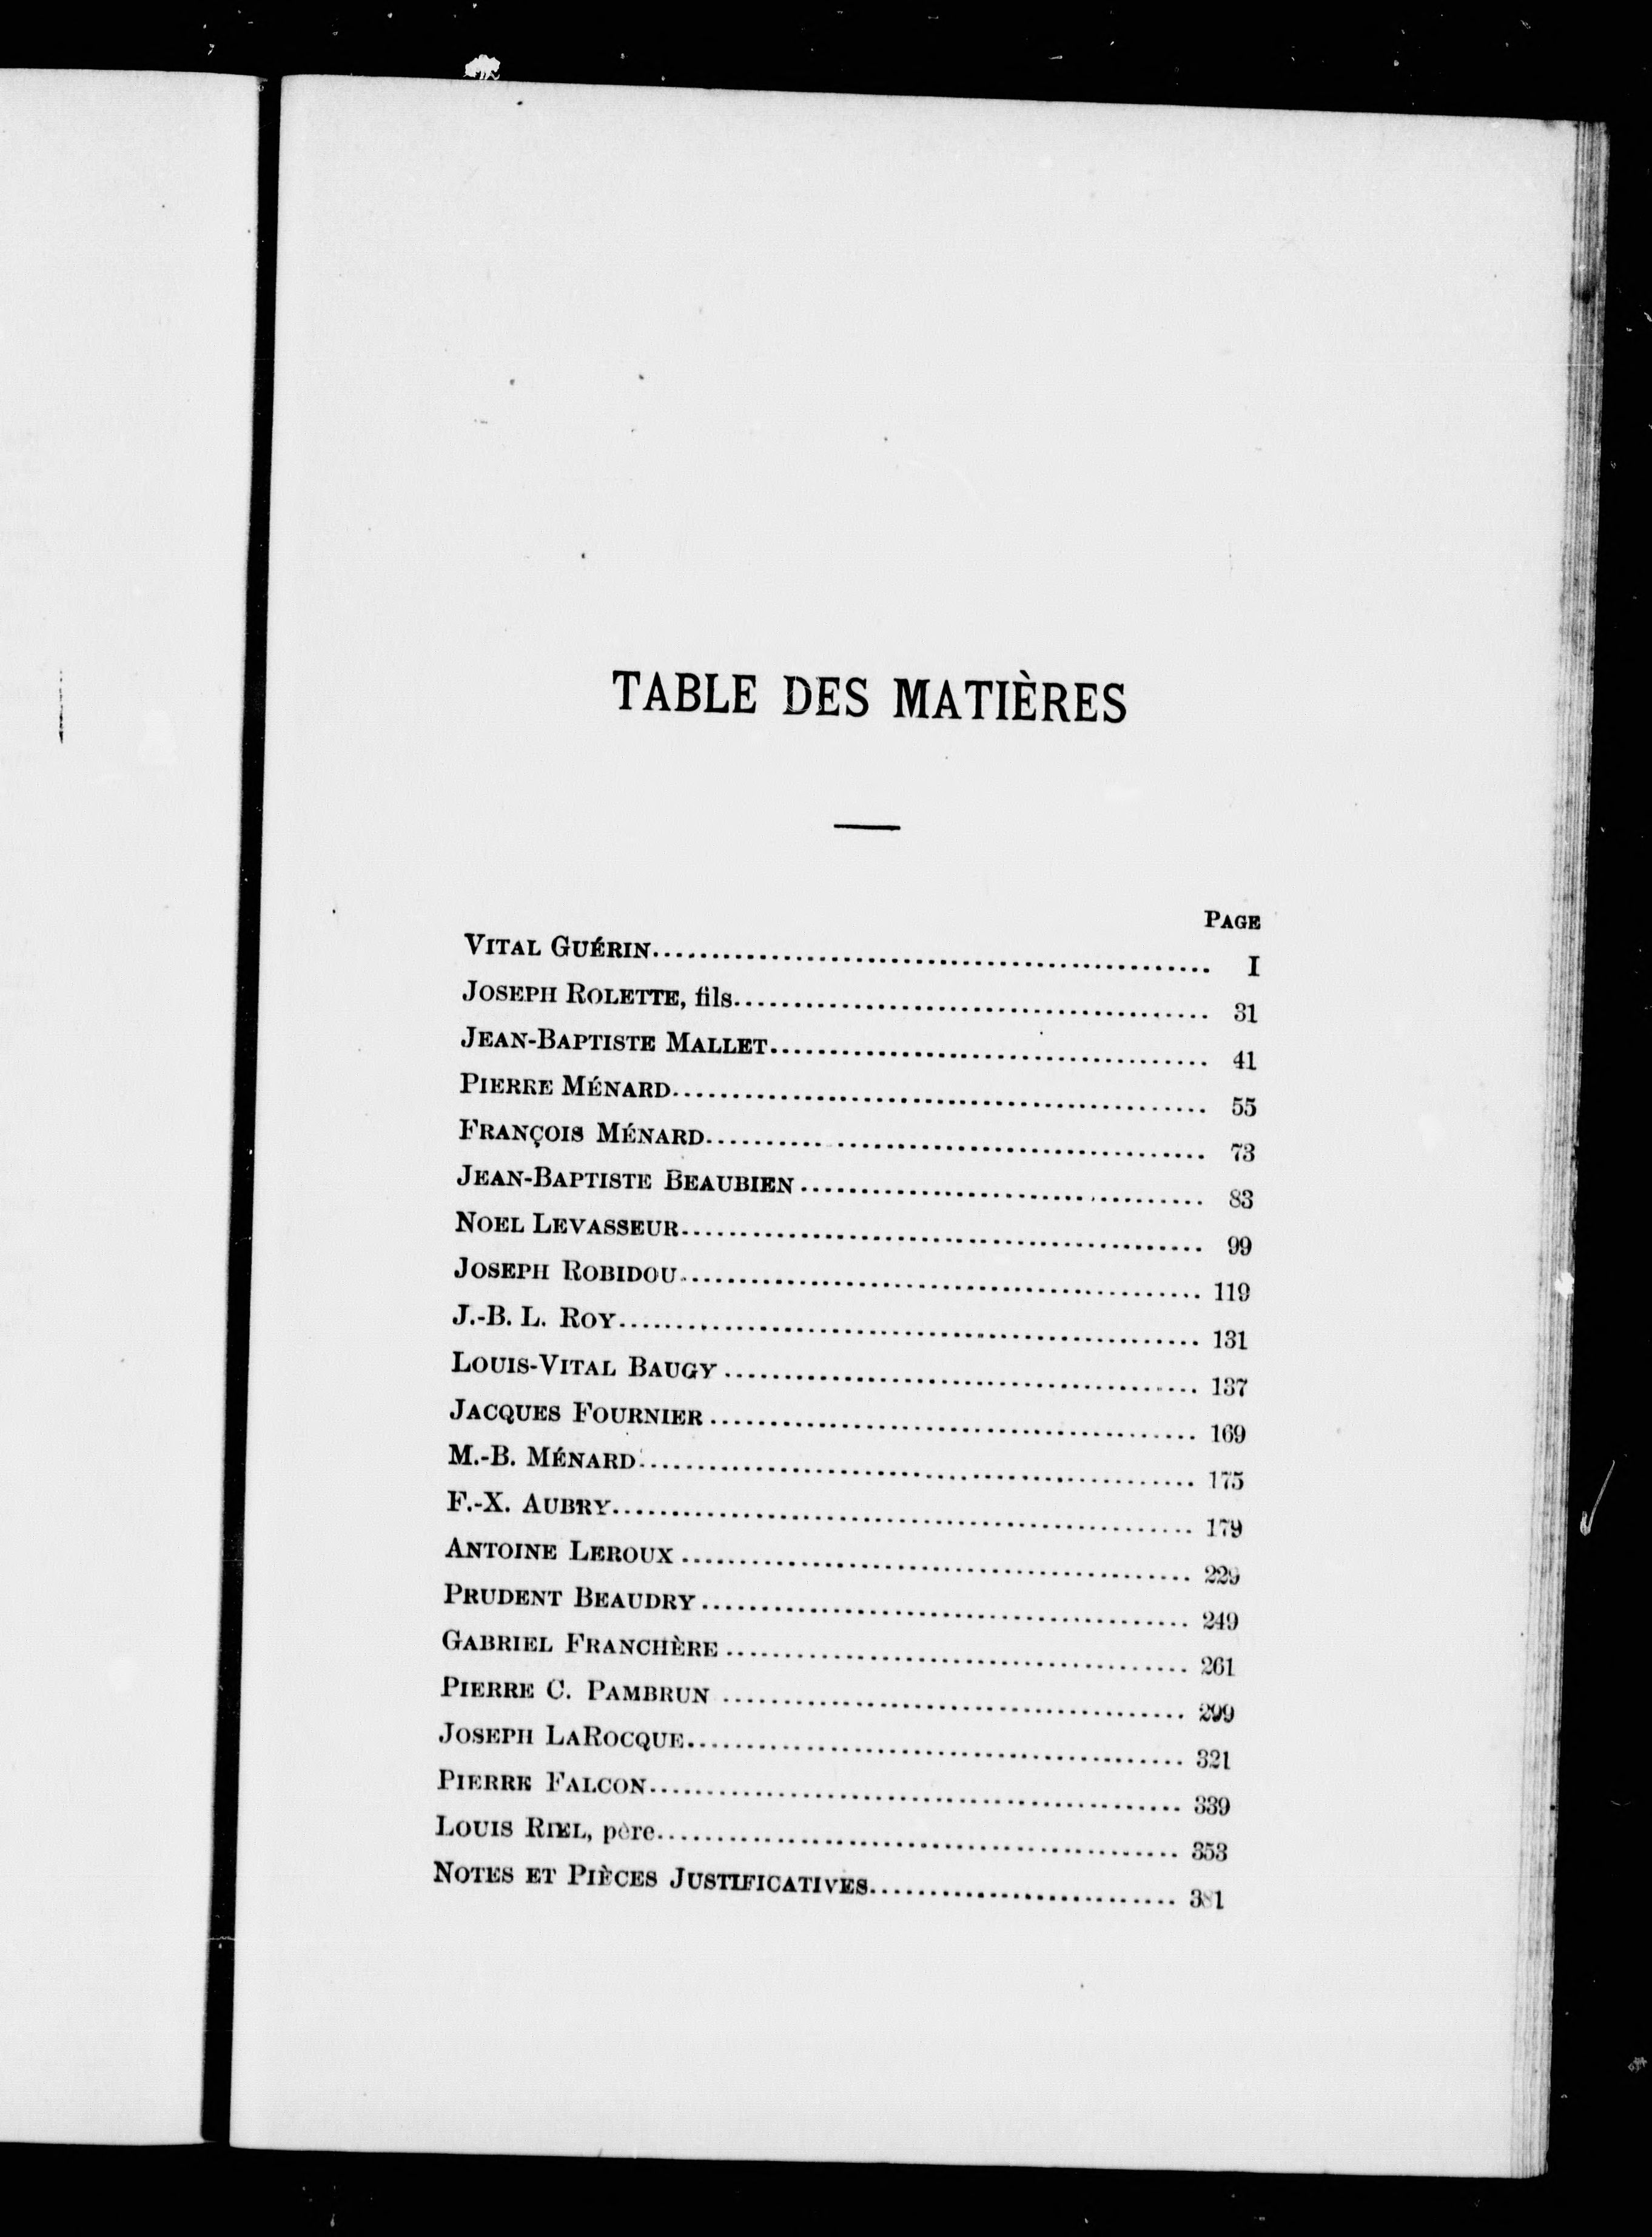 TABLE DES MATIÈRES
PAGE
VITAL GUÉRIN........................................ I
JOSEPH ROLETTE, fils........................................ 31
JEAN-BAPTISTE MALLET........................................ 41
PIERRE MÉNARD........................................ 55
FRANÇOIS MÉNARD........................................ 73
JEAN-BAPTISTE BEAUBIEN........................................ 83
NOEL LEVASSEUR........................................ 99
JOSEPH ROBIDOU........................................ 119
J.-B. L. ROY........................................ 131
LOUIS-VITAL BAUGY........................................ 137
JACQUES FOURNIER........................................ 169
M.-B. MÉNARD........................................ 175
F.-X. AUBRY........................................ 179
ANTOINE LEROUX........................................ 229
PRUDENT BEAUDRY........................................ 249
GABRIEL FRANCHÈRE........................................ 261
PIERRE C. PAMBRUN........................................ 299
JOSEPH LAROCQUE........................................ 321
PIERRE FALCON........................................ 339
LOUIS RIEL, père........................................ 353
NOTES ET PIÈCES JUSTIFICATIVES........................................ 381